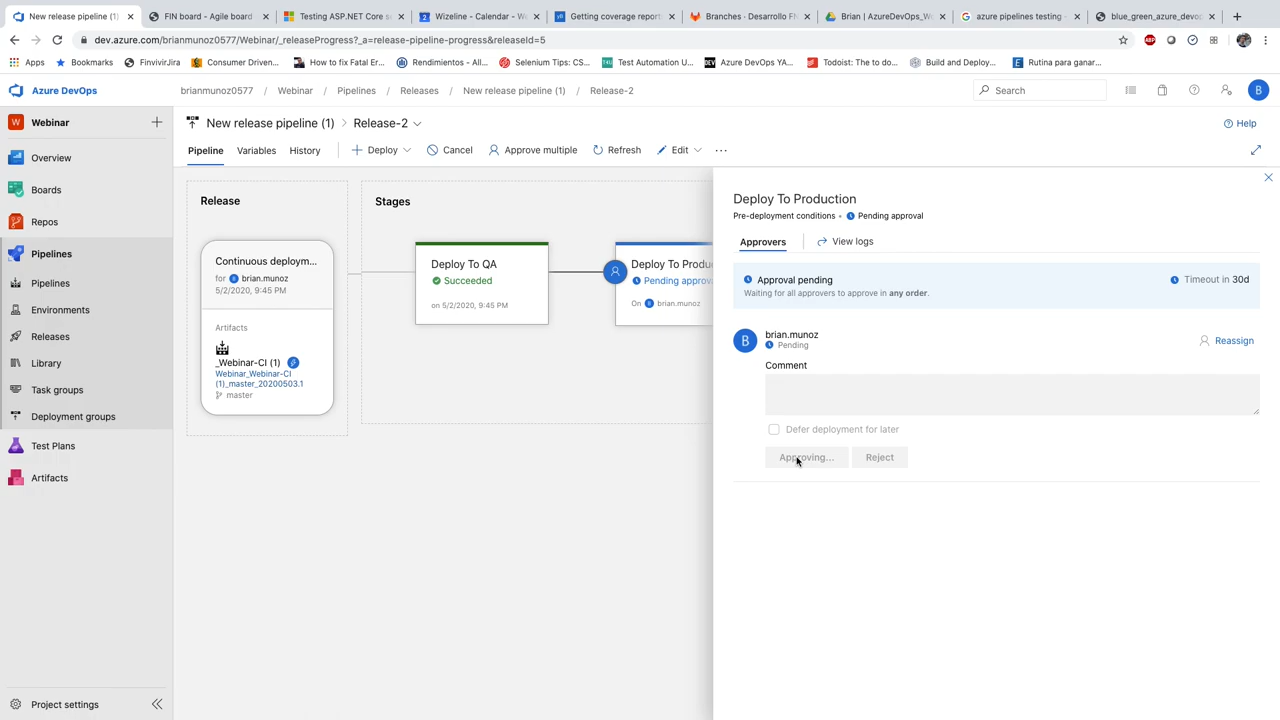 New release pipeline (1)
FIN board - Agile board
Testing ASP.NET Core s
Wizeline - Calendar - We
Getting coverage report
Branches · Desarrollo FN
Brian | AzureDevOps_We
azure pipelines testing -
blue_green_azure_devop
dev.azure.com/brianmunoz0577/Webinar/_releaseProgress?_a=release-pipeline-progress&releaseId=5
ABP
Apps
Bookmarks
FinvivirJira
Consumer Driven...
How to fix Fatal Er...
Rendimientos - All...
Selenium Tips: CS...
Test Automation U...
Azure DevOps YA...
Todoist: The to do...
Build and Deploy...
Rutina para ganar...
Azure DevOps
brianmunoz0577 / Webinar / Pipelines / Releases / New release pipeline (1) / Release-2
Search
B
W Webinar
Overview
Boards
Repos
Pipelines
Pipelines
Environments
Releases
Library
Task groups
Deployment groups
Test Plans
Artifacts
Project settings
New release pipeline (1) > Release-2
Help
Pipeline Variables History
Deploy Cancel Approve multiple Refresh Edit ...
Release
Continuous deploym...
for B brian.munoz
5/2/2020, 9:45 PM
Artifacts
_Webinar-CI (1)
Webinar_Webinar-CI
(1)_master_20200503.1
master
Stages
Deploy To QA
Succeeded
on 5/2/2020, 9:45 PM
Deploy To Produ
Pending approv
On B brian.munoz
Deploy To Production
Pre-deployment conditions • Pending approval
Approvers View logs
Approval pending
Timeout in 30d
Waiting for all approvers to approve in any order.
B
brian.munoz
Pending
Reassign
Comment
Defer deployment for later
Approving... Reject